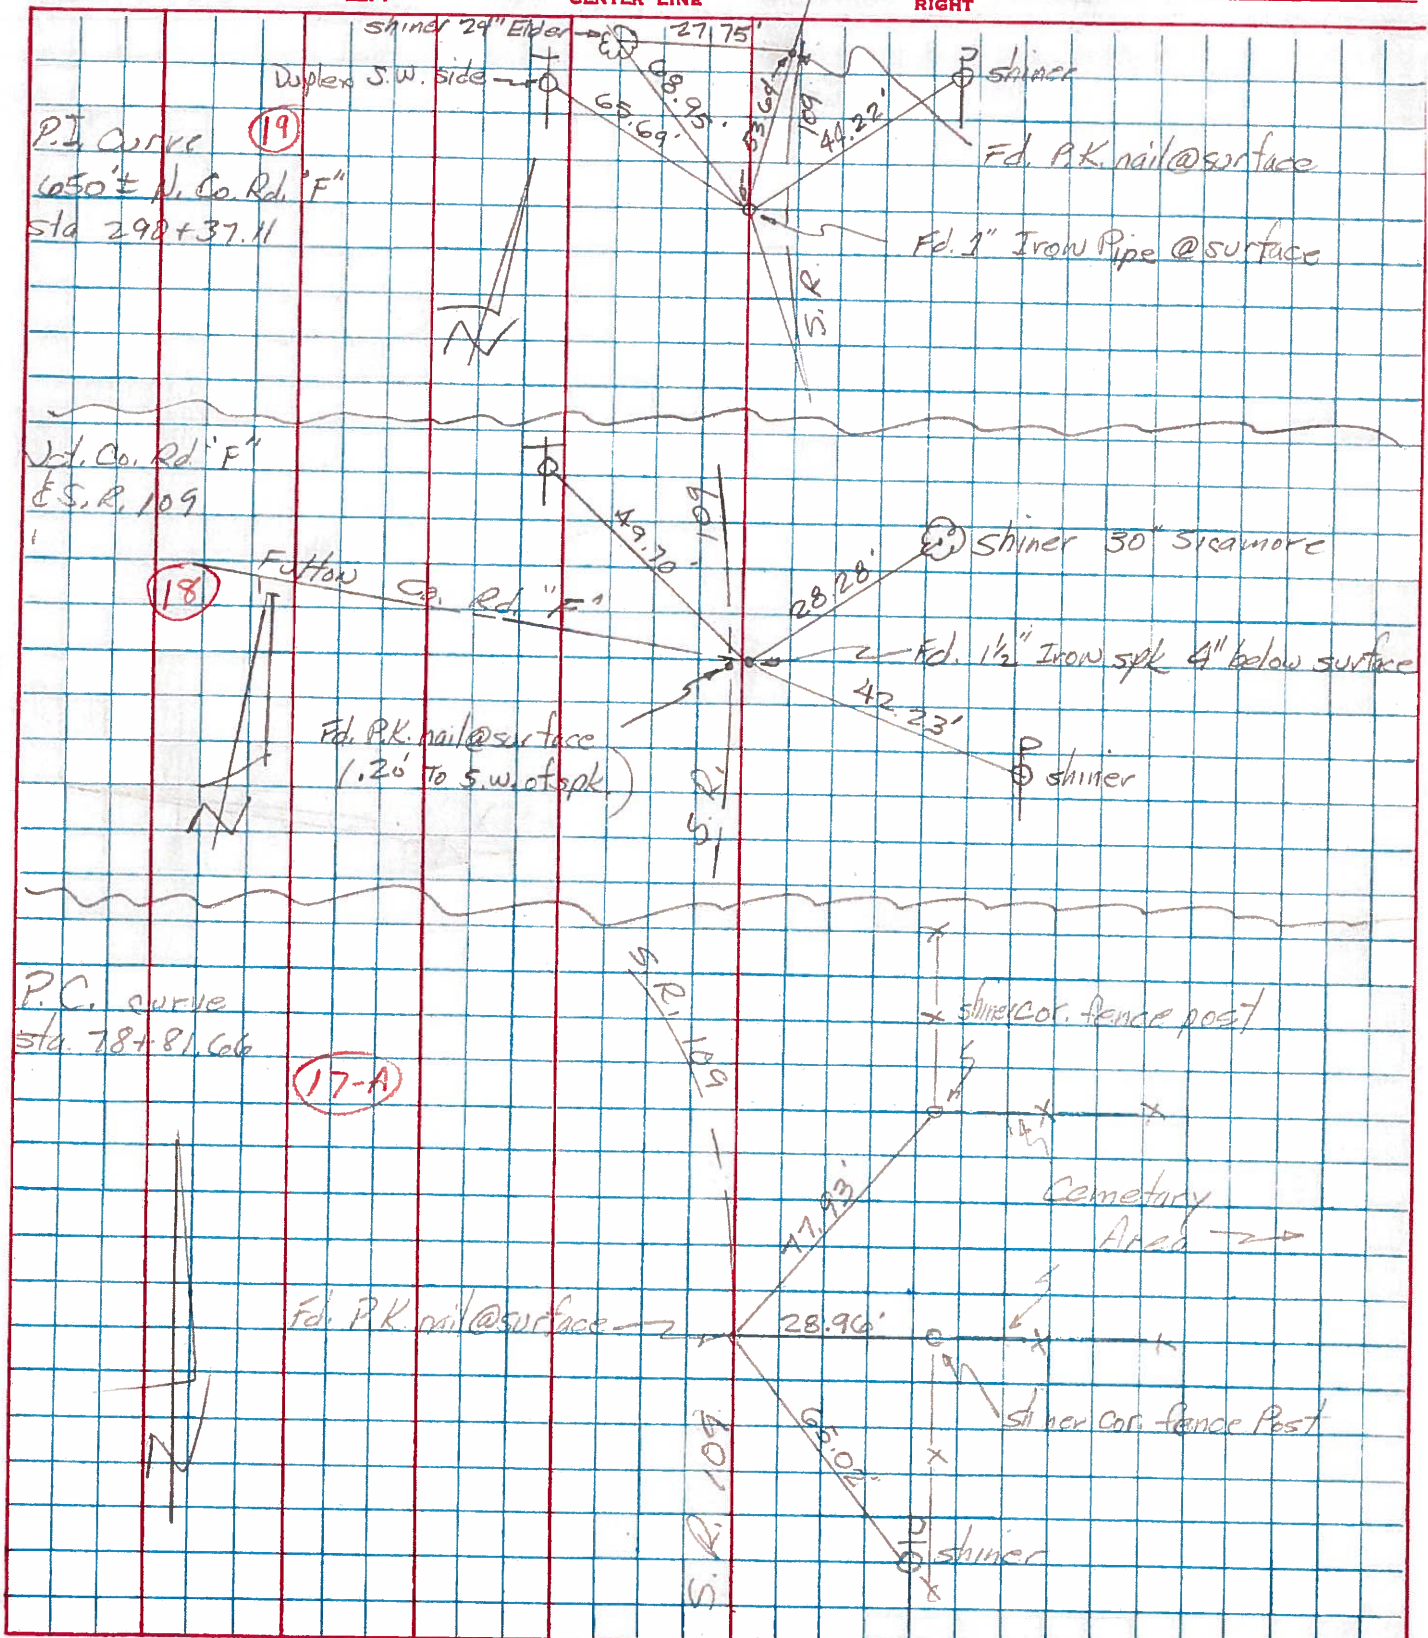 CENTER LINE
RIGHT
shiner 24" Elder
27.75'
Duplex S.W. side
68.95'
65.69'
53.64
109
44.22'
shiner
19
P.I. Curve
650'± N. Co. Rd. "F"
sta 290+37.11
Fd. P.K. nail @ surface
Fd. 1" Iron Pipe @ surface
S.R.
N
Jct. Co. Rd. "F"
& S.R. 109
18
Fulton Co. Rd. "F"
49.70'
109
28.28'
shiner 30" Sicamore
Fd. 1½" Iron spk 4" below surface
42.23'
Fd. P.K. nail @ surface
(.20' To S.W. of spk.)
shiner
S.R.
N
P.C. curve
sta. 78+81.66
17-A
S.R. 109
shiner cor. fence post
77.93'
Cemetary
Area
Fd. P.K. nail @ surface
28.96'
shiner cor. fence Post
65.02'
S.R. 109
shiner
N